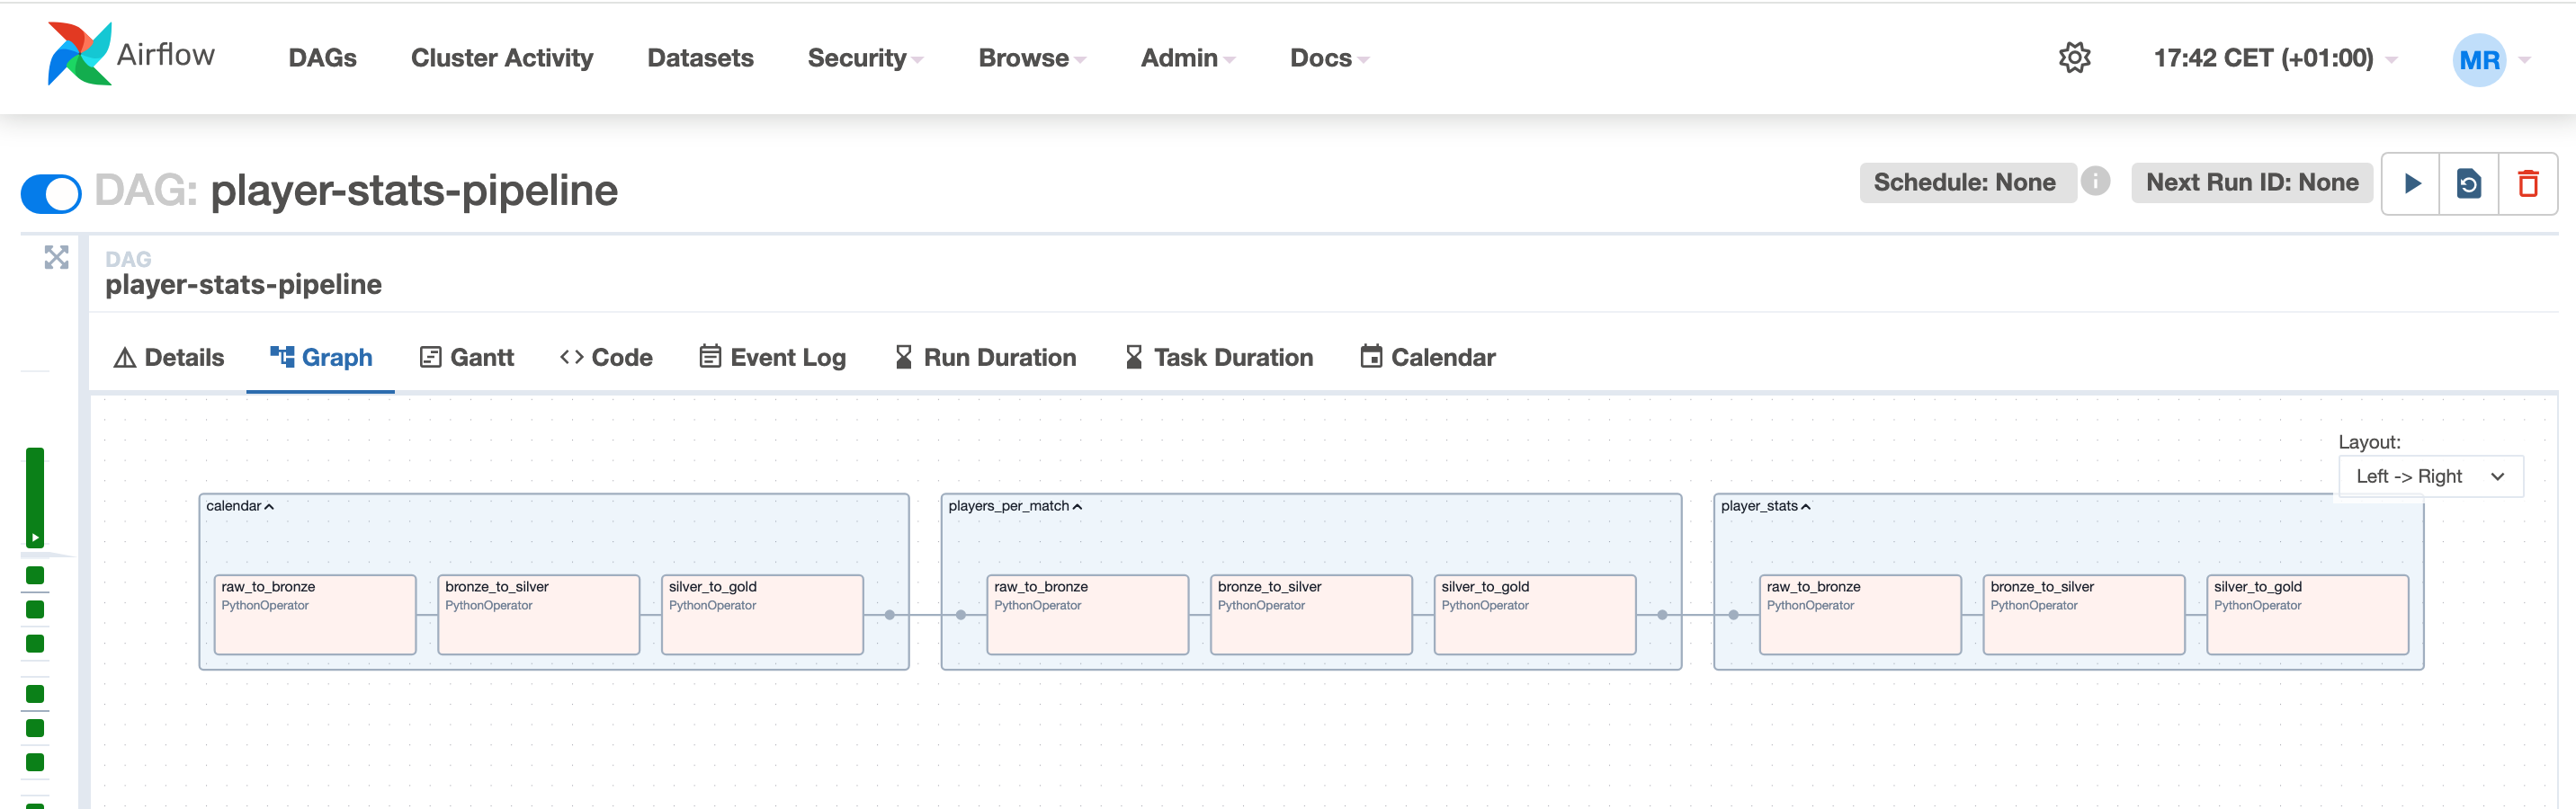 Airflow
DAGs Cluster Activity Datasets Security Browse Admin Docs 17:42 CET (+01:00) MR
DAG: player-stats-pipeline Schedule: None i Next Run ID: None
DAG
player-stats-pipeline
Details Graph Gantt <> Code Event Log Run Duration Task Duration Calendar
Layout:
Left -> Right
calendar
raw_to_bronze
PythonOperator
bronze_to_silver
PythonOperator
silver_to_gold
PythonOperator
players_per_match
raw_to_bronze
PythonOperator
bronze_to_silver
PythonOperator
silver_to_gold
PythonOperator
player_stats
raw_to_bronze
PythonOperator
bronze_to_silver
PythonOperator
silver_to_gold
PythonOperator